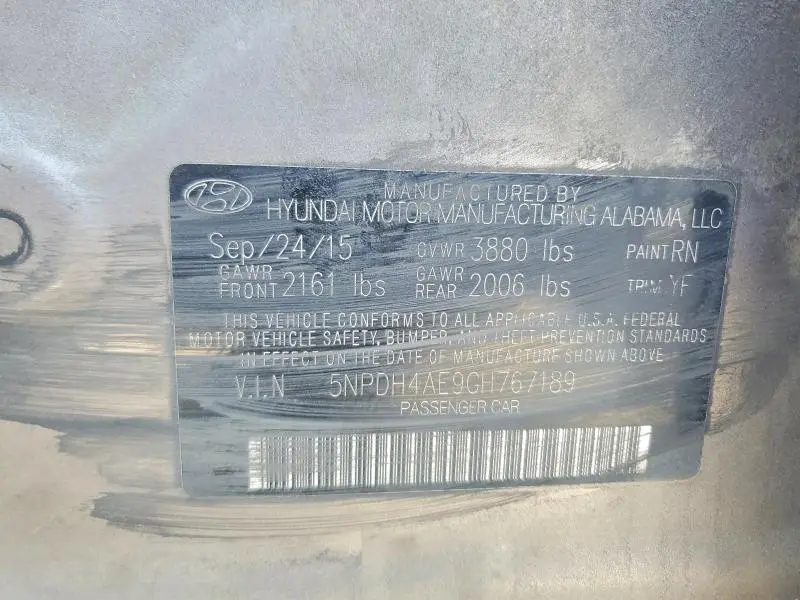 MANUFACTURED BY
HYUNDAI MOTOR MANUFACTURING ALABAMA, LLC
Sep/24/15 GVWR 3880 lbs PAINT RN
GAWR FRONT 2161 lbs GAWR REAR 2006 lbs TRIM YF
THIS VEHICLE CONFORMS TO ALL APPLICABLE U.S.A. FEDERAL
MOTOR VEHICLE SAFETY, BUMPER, AND THEFT PREVENTION STANDARDS
IN EFFECT ON THE DATE OF MANUFACTURE SHOWN ABOVE.
V.I.N 5NPDH4AE9GH767189
PASSENGER CAR